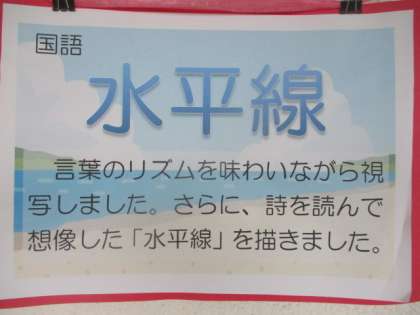 国語
水平線
言葉のリズムを味わいながら視
写しました。さらに、詩を読んで
想像した「水平線」を描きました。